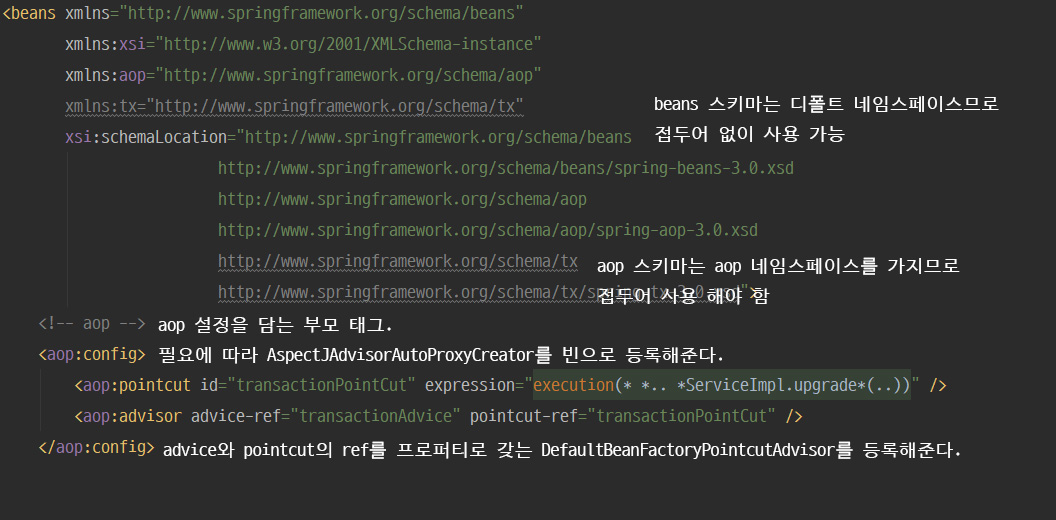 <beans xmlns="http://www.springframework.org/schema/beans"
xmlns:xsi="http://www.w3.org/2001/XMLSchema-instance"
xmlns:aop="http://www.springframework.org/schema/aop"
xmlns:tx="http://www.springframework.org/schema/tx"
beans 스키마는 디폴트 네임스페이스므로
접두어 없이 사용 가능
xsi:schemaLocation="http://www.springframework.org/schema/beans
http://www.springframework.org/schema/beans/spring-beans-3.0.xsd
http://www.springframework.org/schema/aop
http://www.springframework.org/schema/aop/spring-aop-3.0.xsd
http://www.springframework.org/schema/tx
aop 스키마는 aop 네임스페이스를 가지므로
접두어 사용 해야 함
http://www.springframework.org/schema/tx/spring-tx-3.0.xsd">
<!-- aop --> aop 설정을 담는 부모 태그.
<aop:config> 필요에 따라 AspectJAdvisorAutoProxyCreator를 빈으로 등록해준다.
<aop:pointcut id="transactionPointCut" expression="execution(* *.. *ServiceImpl.upgrade*(..))" />
<aop:advisor advice-ref="transactionAdvice" pointcut-ref="transactionPointCut" />
</aop:config> advice와 pointcut의 ref를 프로퍼티로 갖는 DefaultBeanFactoryPointcutAdvisor를 등록해준다.